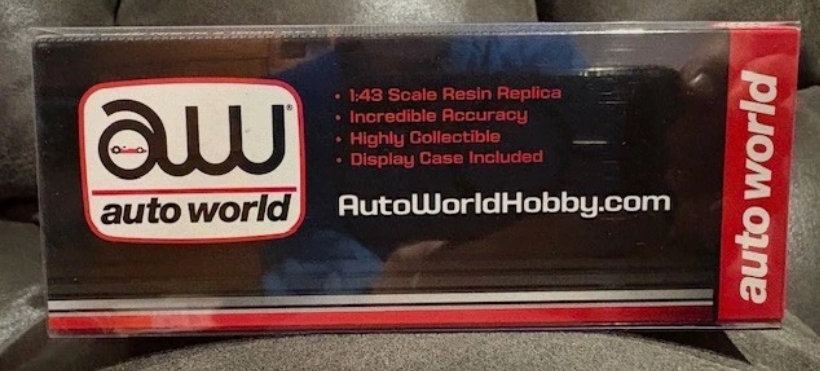 aw®
auto world
• 1:43 Scale Resin Replica
• Incredible Accuracy
• Highly Collectible
• Display Case Included
AutoWorldHobby.com
auto world